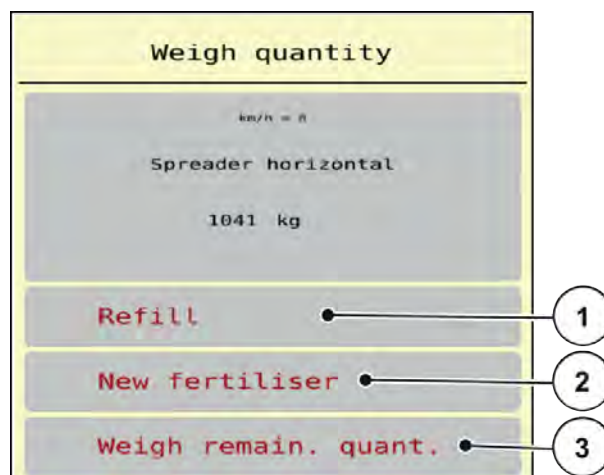 Weigh quantity
km/h = 0
Spreader horizontal
1041 kg
Refill
1
New fertiliser
2
Weigh remain. quant.
3